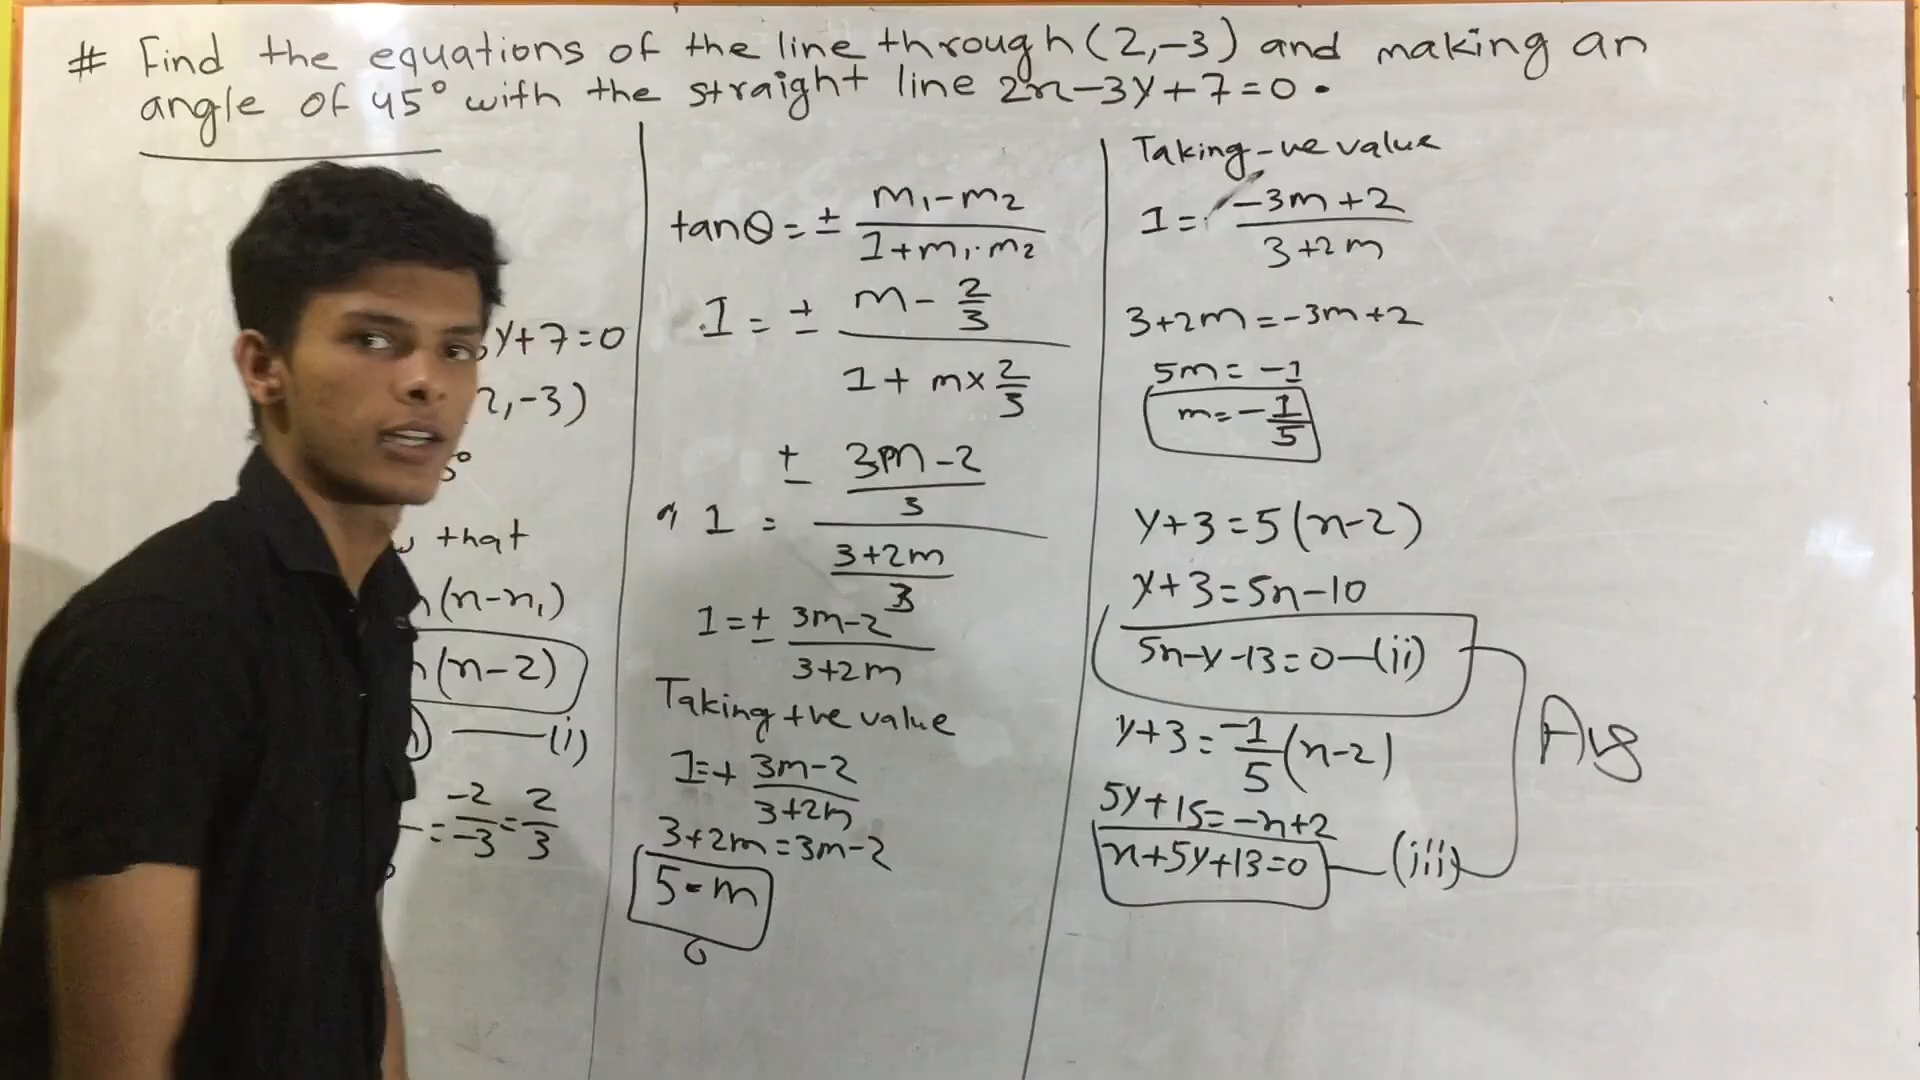 # Find the equations of the line through (2,-3) and making an
angle of 45° with the straight line 2n-3y+7=0.
y+7=0
2,-3)
5°
that
(n-n₁)
(n-2)
—(i)
= -2/-3 = 2/3
tanθ = ± m₁-m₂ / 1+m₁.m₂
1 = ± m - 2/3 / 1 + m× 2/3
1 = ± 3m-2/3 / 3+2m/3
1 = ± 3m-2 / 3+2m
Taking +ve value
1 = + 3m-2 / 3+2m
3+2m = 3m-2
5 = m
Taking -ve value
1 = -3m+2 / 3+2m
3+2m = -3m+2
5m = -1
m = -1/5
y+3 = 5(n-2)
y+3 = 5n-10
5n-y-13=0 —(ii)
y+3 = -1/5 (n-2)
5y+15 = -n+2
n+5y+13=0 —(iii)